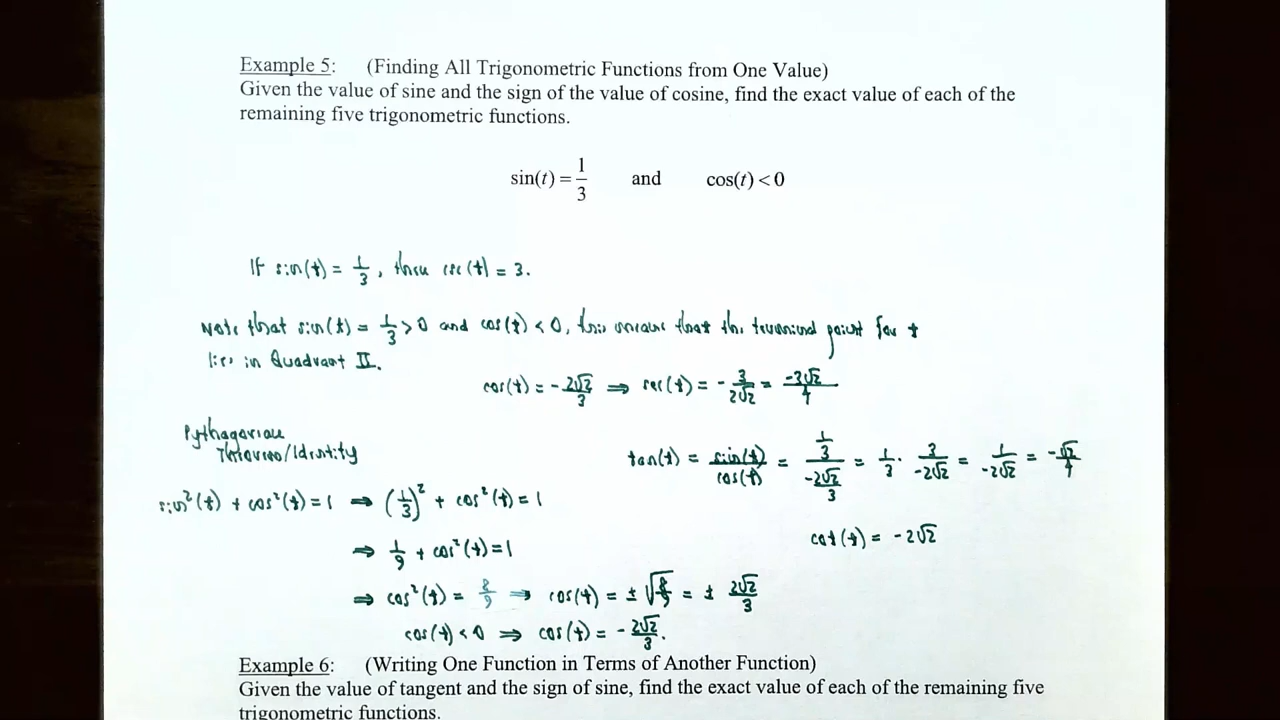 Example 5: (Finding All Trigonometric Functions from One Value)
Given the value of sine and the sign of the value of cosine, find the exact value of each of the
remaining five trigonometric functions.
sin(t) = 1/3 and cos(t) < 0
If sin(t) = 1/3, then csc(t) = 3.
Note that sin(t) = 1/3 > 0 and cos(t) < 0, this means that the terminal point for t
lies in Quadrant II.
cos(t) = -2√2/3 ⇒ sec(t) = -3/2√2 = -3√2/4
Pythagorean
Theorem/Identity
tan(t) = sin(t)/cos(t) = (1/3)/(-2√2/3) = 1/3 · 3/-2√2 = 1/-2√2 = -√2/4
sin²(t) + cos²(t) = 1 ⇒ (1/3)² + cos²(t) = 1
cot(t) = -2√2
⇒ 1/9 + cos²(t) = 1
⇒ cos²(t) = 8/9 ⇒ cos(t) = ±√8/9 = ± 2√2/3
cos(t) < 0 ⇒ cos(t) = -2√2/3.
Example 6: (Writing One Function in Terms of Another Function)
Given the value of tangent and the sign of sine, find the exact value of each of the remaining five
trigonometric functions.